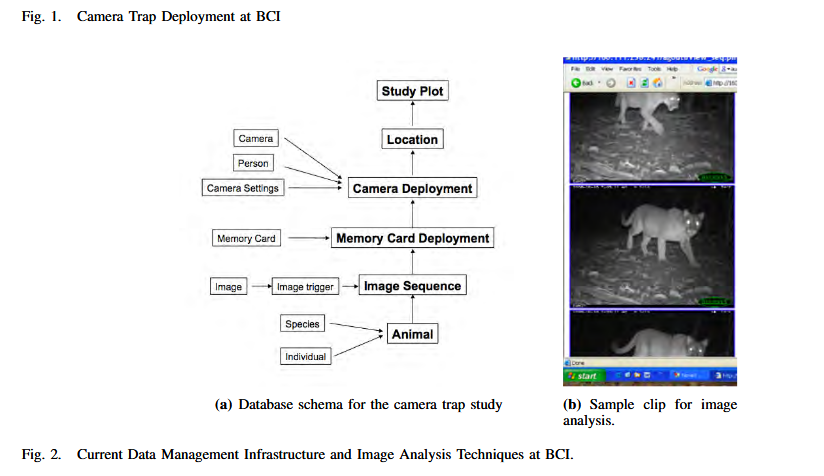 Fig. 1. Camera Trap Deployment at BCI
Study Plot
Camera
Location
Person
Camera Settings
Camera Deployment
Memory Card
Memory Card Deployment
Image
Image trigger
Image Sequence
Species
Animal
Individual
File Edit View Favorites Tools Help
Google
Back
Done
start
(a) Database schema for the camera trap study
(b) Sample clip for image
analysis.
Fig. 2. Current Data Management Infrastructure and Image Analysis Techniques at BCI.